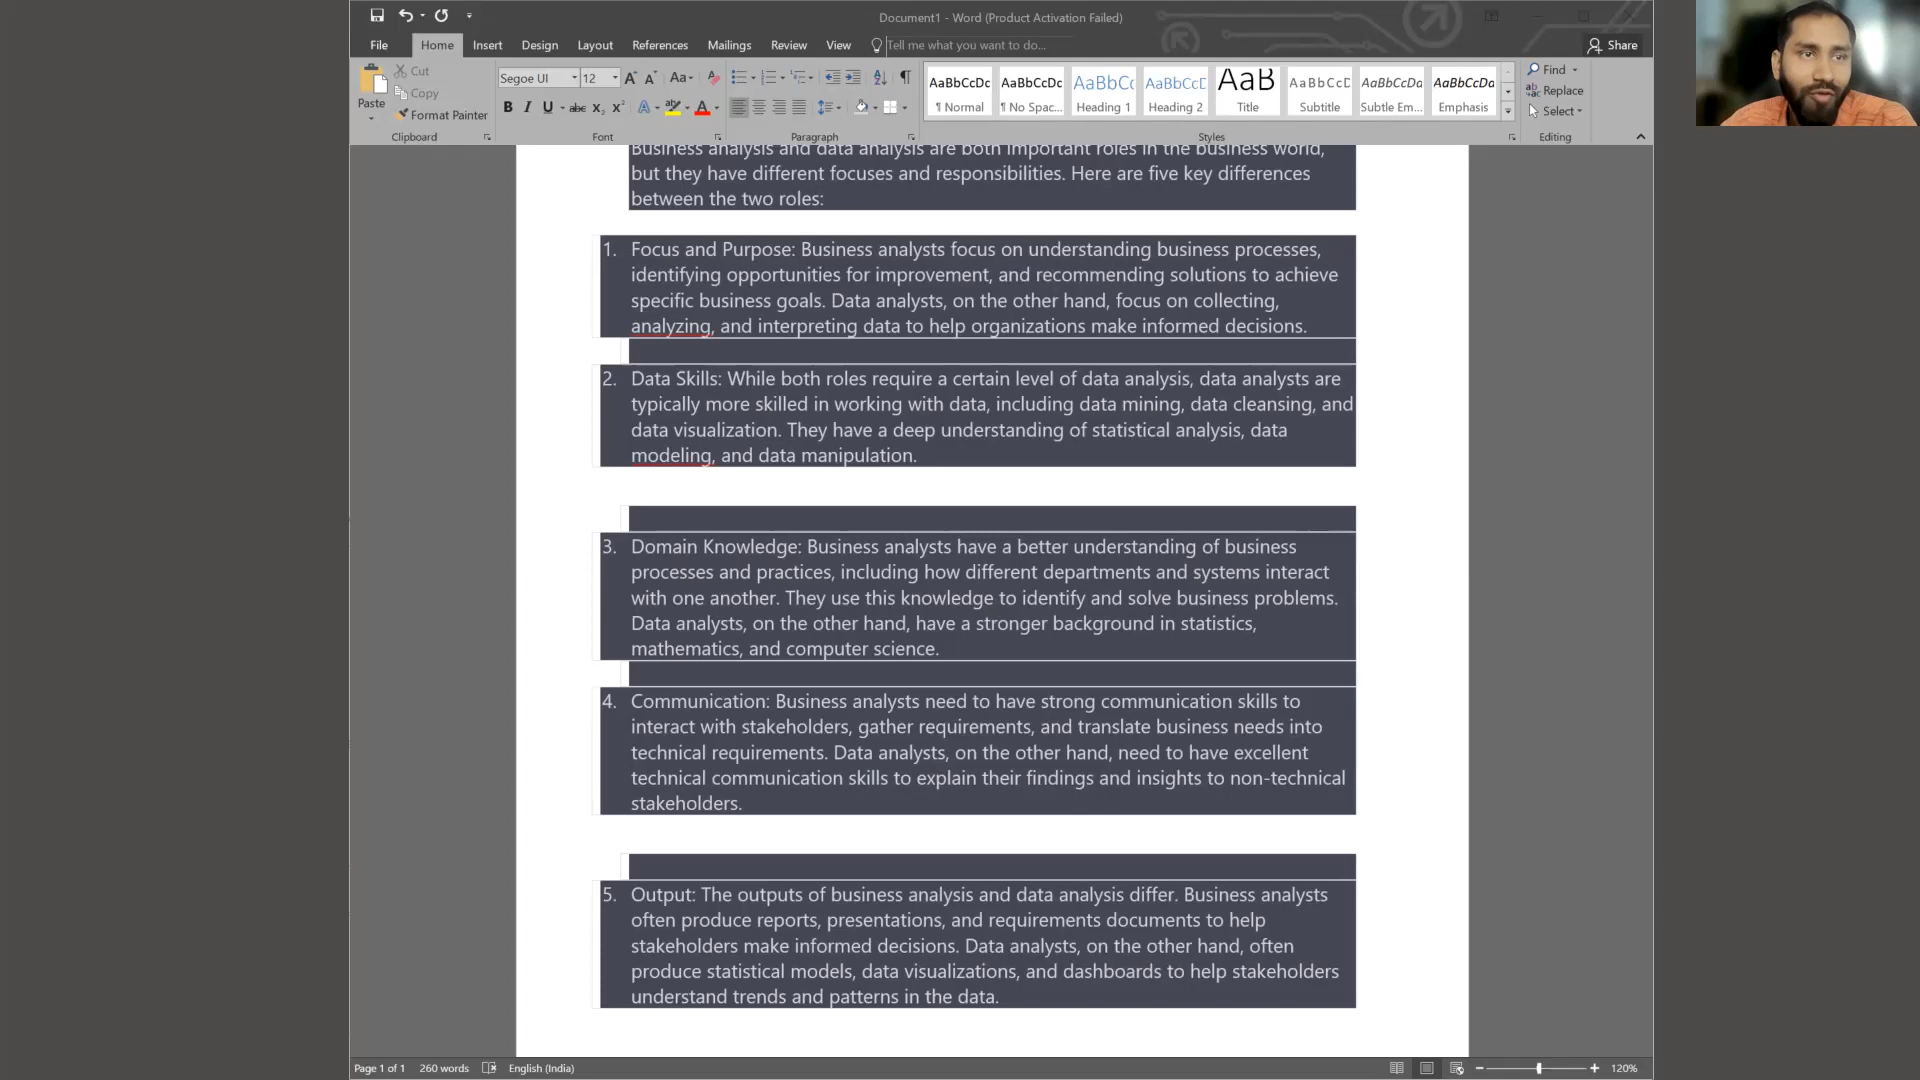 Document1 - Word (Product Activation Failed)
File Home Insert Design Layout References Mailings Review View Tell me what you want to do... Share
Paste
Cut
Copy
Format Painter
Clipboard
Segoe UI 12
Font
Paragraph
AaBbCcDc AaBbCcDc AaBbCc AaBbCcD AaB AaBbCcD AaBbCcDa AaBbCcDa
¶ Normal ¶ No Spac... Heading 1 Heading 2 Title Subtitle Subtle Em... Emphasis
Styles
Find
Replace
Select
Editing
Business analysis and data analysis are both important roles in the business world,
but they have different focuses and responsibilities. Here are five key differences
between the two roles:
1. Focus and Purpose: Business analysts focus on understanding business processes,
identifying opportunities for improvement, and recommending solutions to achieve
specific business goals. Data analysts, on the other hand, focus on collecting,
analyzing, and interpreting data to help organizations make informed decisions.
2. Data Skills: While both roles require a certain level of data analysis, data analysts are
typically more skilled in working with data, including data mining, data cleansing, and
data visualization. They have a deep understanding of statistical analysis, data
modeling, and data manipulation.
3. Domain Knowledge: Business analysts have a better understanding of business
processes and practices, including how different departments and systems interact
with one another. They use this knowledge to identify and solve business problems.
Data analysts, on the other hand, have a stronger background in statistics,
mathematics, and computer science.
4. Communication: Business analysts need to have strong communication skills to
interact with stakeholders, gather requirements, and translate business needs into
technical requirements. Data analysts, on the other hand, need to have excellent
technical communication skills to explain their findings and insights to non-technical
stakeholders.
5. Output: The outputs of business analysis and data analysis differ. Business analysts
often produce reports, presentations, and requirements documents to help
stakeholders make informed decisions. Data analysts, on the other hand, often
produce statistical models, data visualizations, and dashboards to help stakeholders
understand trends and patterns in the data.
Page 1 of 1 260 words English (India) 120%